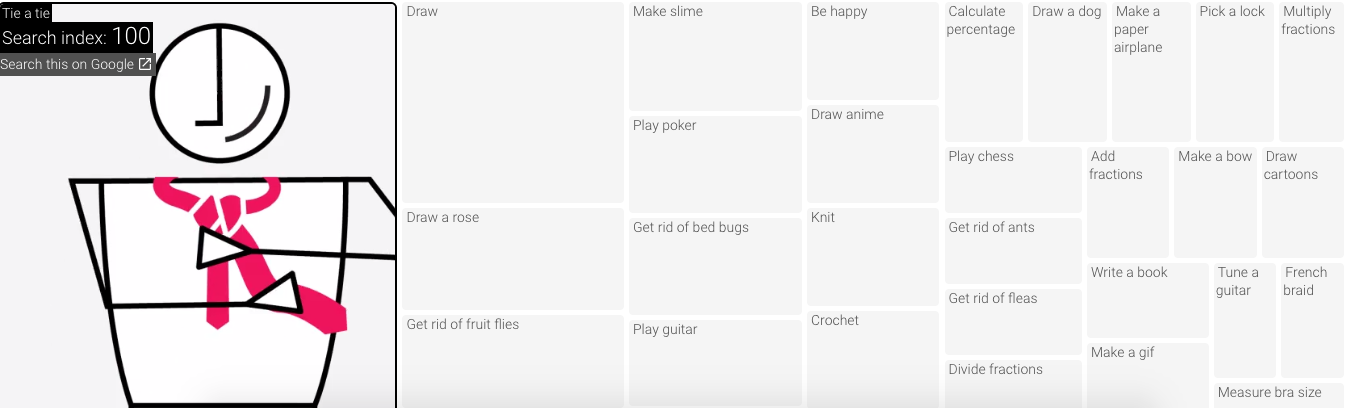 Tie a tie
Search index: 100
Search this on Google
Draw
Draw a rose
Get rid of fruit flies
Make slime
Play poker
Get rid of bed bugs
Play guitar
Be happy
Draw anime
Knit
Crochet
Calculate
percentage
Draw a dog
Make a
paper
airplane
Pick a lock
Multiply
fractions
Play chess
Get rid of ants
Get rid of fleas
Divide fractions
Add
fractions
Make a bow
Draw
cartoons
Write a book
Make a gif
Tune a
guitar
French
braid
Measure bra size